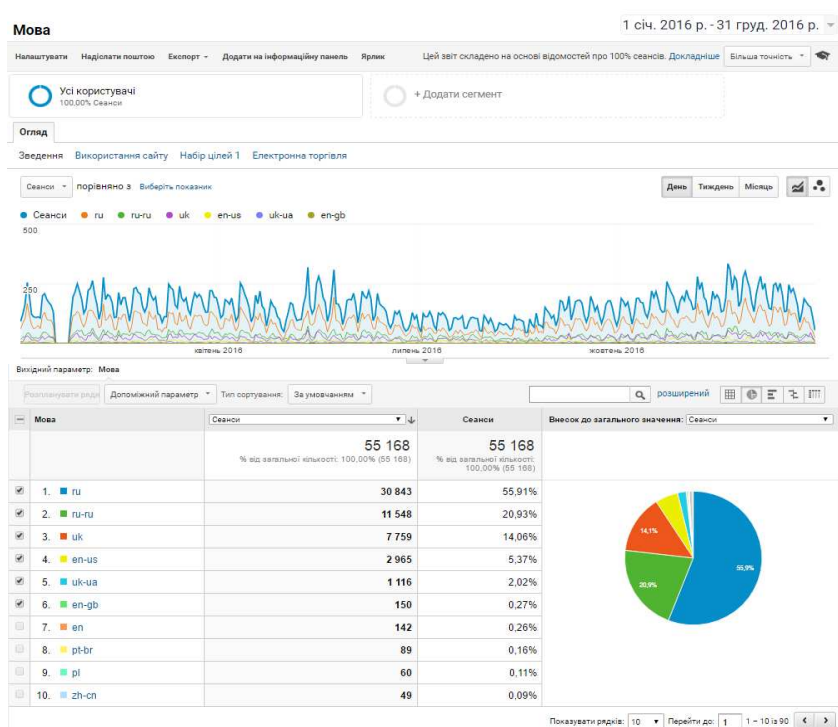 Мова
1 січ. 2016 р. - 31 груд. 2016 р.
Налаштувати Надіслати поштою Експорт Додати на інформаційну панель Ярлик Цей звіт складено на основі відомостей про 100% сеансів. Докладніше Більша точність
Усі користувачі
100,00% Сеанси
+ Додати сегмент
Огляд
Зведення Використання сайту Набір цілей 1 Електронна торгівля
Сеанси порівняно з Виберіть показник День Тиждень Місяць
Сеанси ru ru-ru uk en-us uk-ua en-gb
500
250
квітень 2016 липень 2016 жовтень 2016
Вихідний параметр: Мова
Розпланувати рядки Допоміжний параметр Тип сортування: За умовчанням розширений
Мова Сеанси Сеанси Внесок до загального значення: Сеанси
55 168 55 168
% від загальної кількості: 100,00% (55 168) % від загальної кількості:
100,00% (55 168)
1. ru 30 843 55,91%
2. ru-ru 11 548 20,93%
3. uk 7 759 14,06%
4. en-us 2 965 5,37%
5. uk-ua 1 116 2,02%
6. en-gb 150 0,27%
7. en 142 0,26%
8. pt-br 89 0,16%
9. pl 60 0,11%
10. zh-cn 49 0,09%
14,1%
55,9%
20,9%
Показувати рядків: 10 Перейти до: 1 1 – 10 із 90